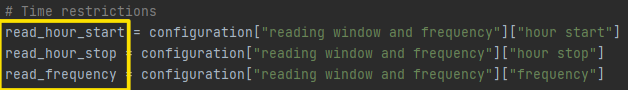 # Time restrictions
read_hour_start = configuration["reading window and frequency"]["hour start"]
read_hour_stop = configuration["reading window and frequency"]["hour stop"]
read_frequency = configuration["reading window and frequency"]["frequency"]